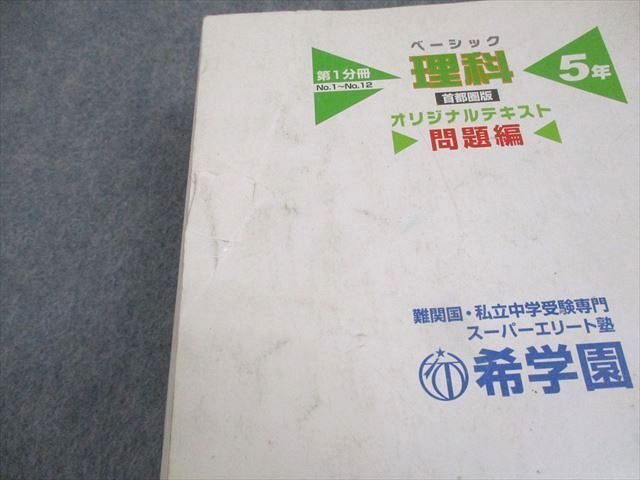 ベーシック
第1分冊
No.1～No.12
理科
5年
首都圏版
オリジナルテキスト
問題編
難関国・私立中学受験専門
スーパーエリート塾
希学園